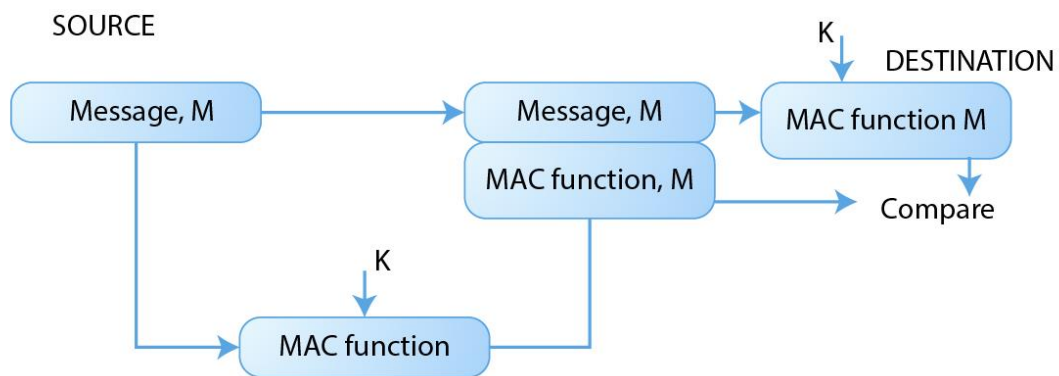 SOURCE
K
DESTINATION
Message, M
Message, M
MAC function M
MAC function, M
Compare
K
MAC function